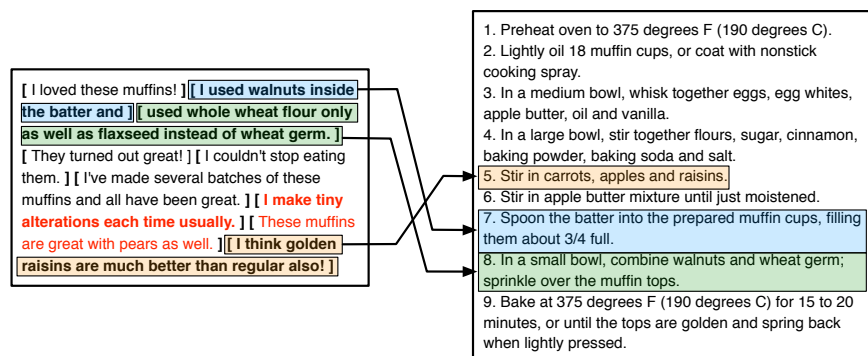 [ I loved these muffins! ] [ I used walnuts inside
the batter and ] [ used whole wheat flour only
as well as flaxseed instead of wheat germ. ]
[ They turned out great! ] [ I couldn't stop eating
them. ] [ I've made several batches of these
muffins and all have been great. ] [ I make tiny
alterations each time usually. ] [ These muffins
are great with pears as well. ] [ I think golden
raisins are much better than regular also! ]
1. Preheat oven to 375 degrees F (190 degrees C).
2. Lightly oil 18 muffin cups, or coat with nonstick
cooking spray.
3. In a medium bowl, whisk together eggs, egg whites,
apple butter, oil and vanilla.
4. In a large bowl, stir together flours, sugar, cinnamon,
baking powder, baking soda and salt.
5. Stir in carrots, apples and raisins.
6. Stir in apple butter mixture until just moistened.
7. Spoon the batter into the prepared muffin cups, filling
them about 3/4 full.
8. In a small bowl, combine walnuts and wheat germ;
sprinkle over the muffin tops.
9. Bake at 375 degrees F (190 degrees C) for 15 to 20
minutes, or until the tops are golden and spring back
when lightly pressed.